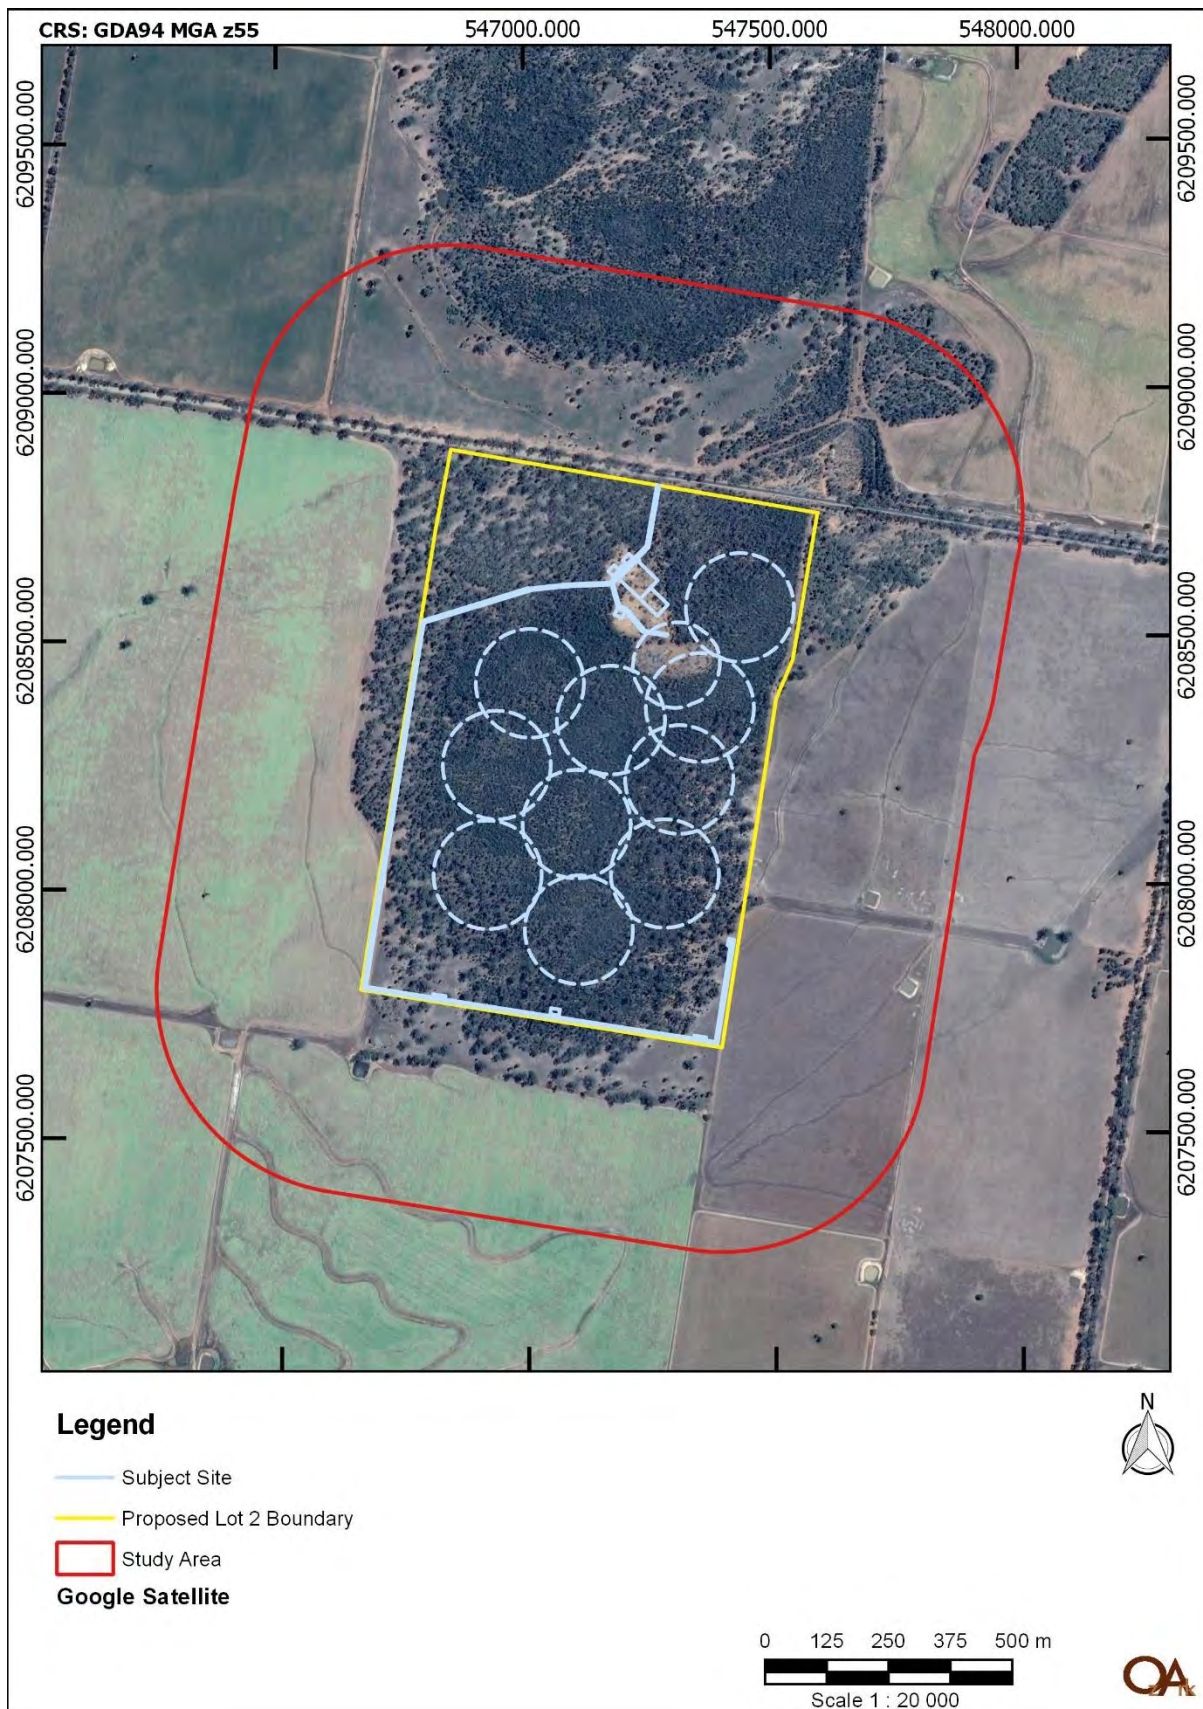 CRS: GDA94 MGA z55
547000.000 547500.000 548000.000
6209500.000 6209500.000
6209000.000 6209000.000
6208500.000 6208500.000
6208000.000 6208000.000
6207500.000 6207500.000
Legend
N
Subject Site
Proposed Lot 2 Boundary
Study Area
Google Satellite
0 125 250 375 500 m
Scale 1 : 20 000
OzArk